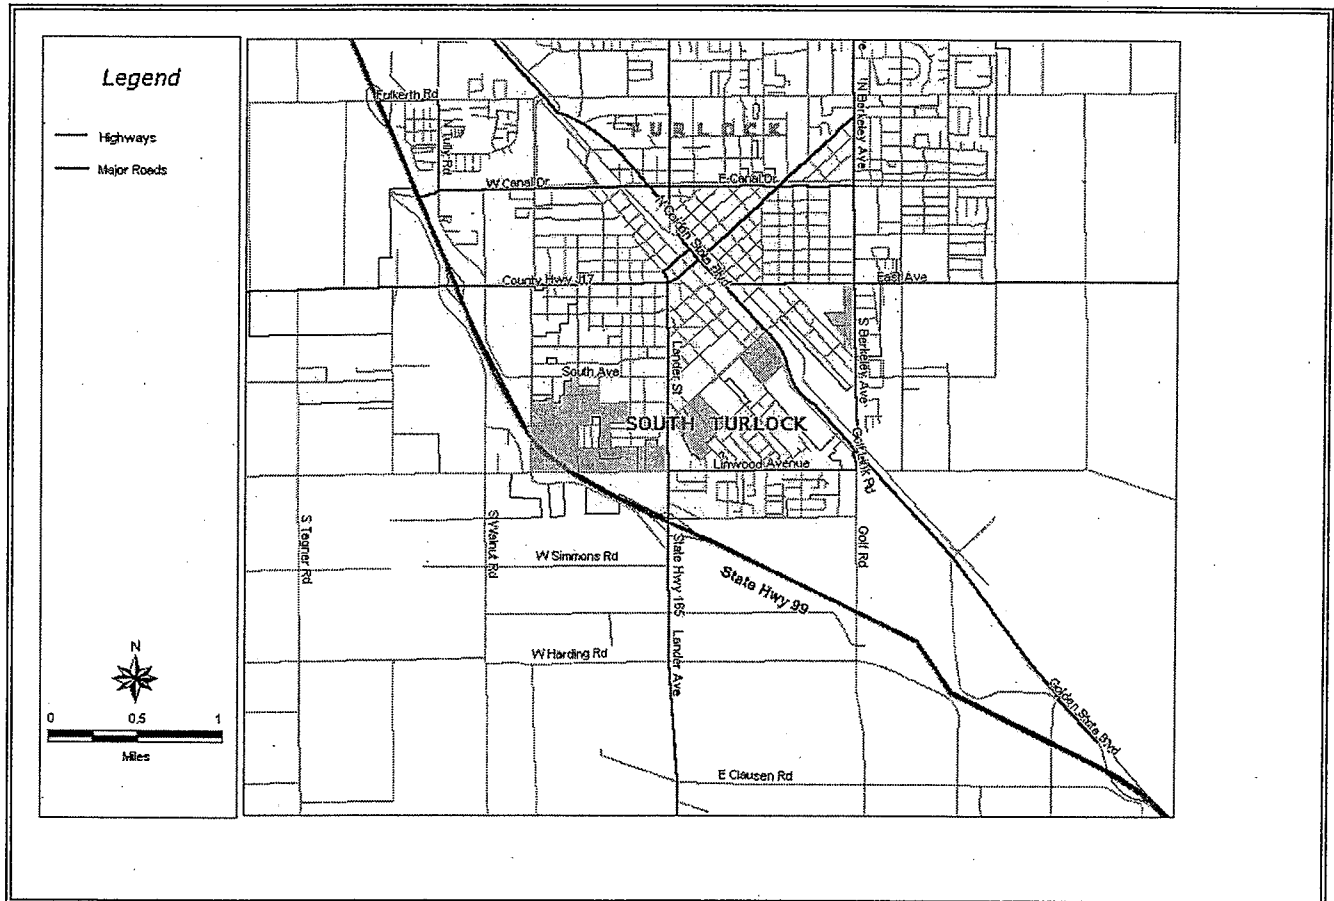 Legend
Highways
Major Roads
N
0 0.5 1
Miles
Fulkerth Rd
N Tully Rd
TURLOCK
N Berkeley Ave
W Canal Dr
E Canal Dr
N Golden State Blvd
County Hwy J17
East Ave
S Berkeley Ave
Lander St
South Ave
SOUTH TURLOCK
Linwood Avenue
Golf Link Rd
S Tegner Rd
S Walnut Rd
W Simmons Rd
State Hwy 165
State Hwy 99
Golf Rd
W Harding Rd
Lander Ave
Golden State Blvd
E Clausen Rd